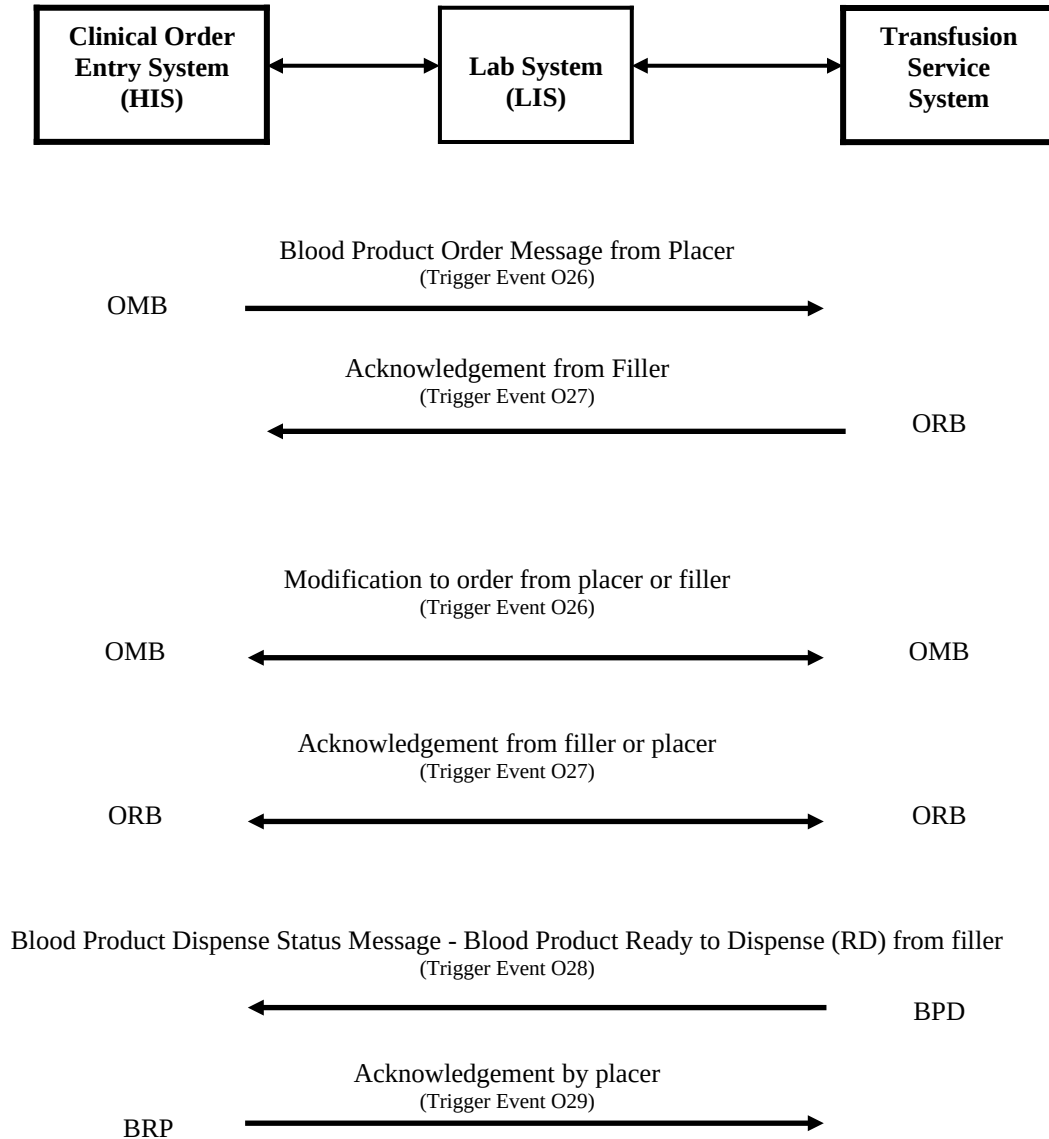 Clinical Order
Entry System
(HIS)
Lab System
(LIS)
Transfusion
Service
System
Blood Product Order Message from Placer
(Trigger Event O26)
OMB
Acknowledgement from Filler
(Trigger Event O27)
ORB
Modification to order from placer or filler
(Trigger Event O26)
OMB
OMB
Acknowledgement from filler or placer
(Trigger Event O27)
ORB
ORB
Blood Product Dispense Status Message - Blood Product Ready to Dispense (RD) from filler
(Trigger Event O28)
BPD
Acknowledgement by placer
(Trigger Event O29)
BRP